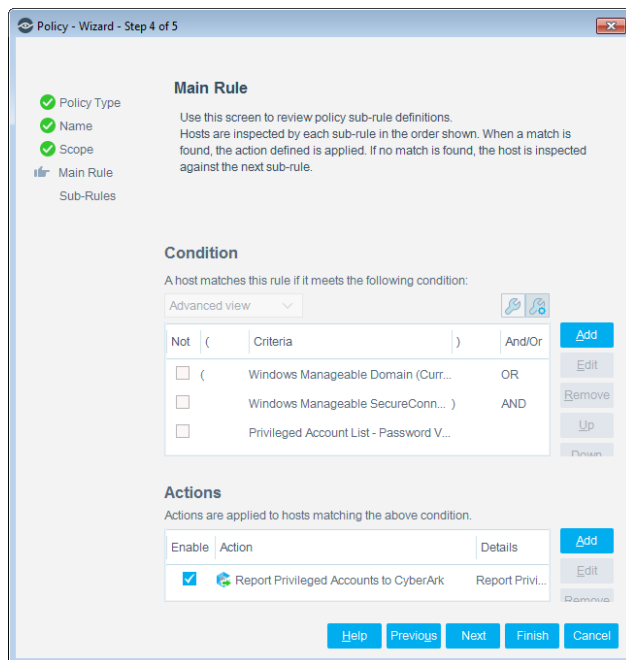 Policy - Wizard - Step 4 of 5
Policy Type
Name
Scope
Main Rule
Sub-Rules
Main Rule
Use this screen to review policy sub-rule definitions.
Hosts are inspected by each sub-rule in the order shown. When a match is
found, the action defined is applied. If no match is found, the host is inspected
against the next sub-rule.
Condition
A host matches this rule if it meets the following condition:
Advanced view
Not ( Criteria ) And/Or
( Windows Manageable Domain (Curr... OR
Windows Manageable SecureConn... ) AND
Privileged Account List - Password V...
Add
Edit
Remove
Up
Down
Actions
Actions are applied to hosts matching the above condition.
Enable Action Details
Report Privileged Accounts to CyberArk Report Privi...
Add
Edit
Remove
Help Previous Next Finish Cancel